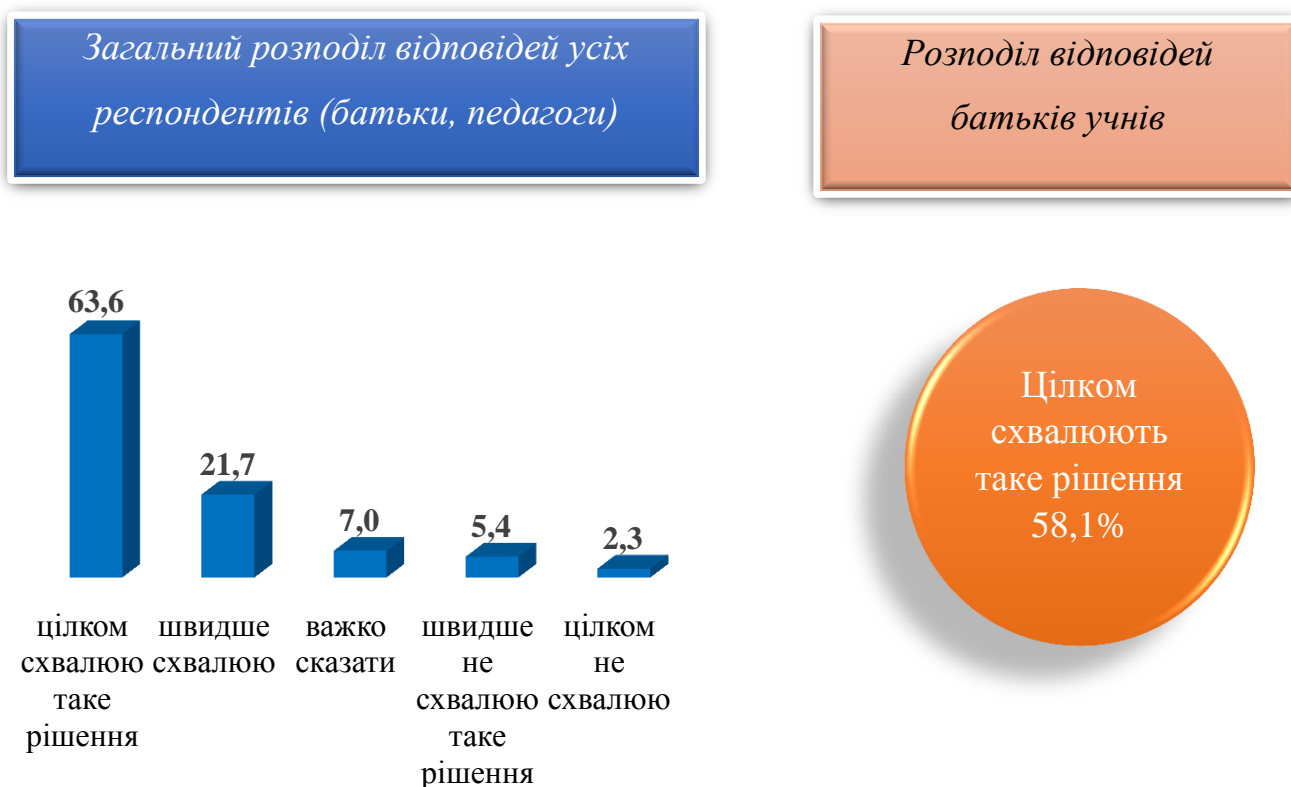 Загальний розподіл відповідей усіх
респондентів (батьки, педагоги)
Розподіл відповідей
батьків учнів
63,6
21,7
7,0
5,4
2,3
цілком
схвалюю
таке
рішення
швидше
схвалюю
важко
сказати
швидше
не
схвалюю
таке
рішення
цілком
не
схвалюю
Цілком
схвалюють
таке рішення
58,1%